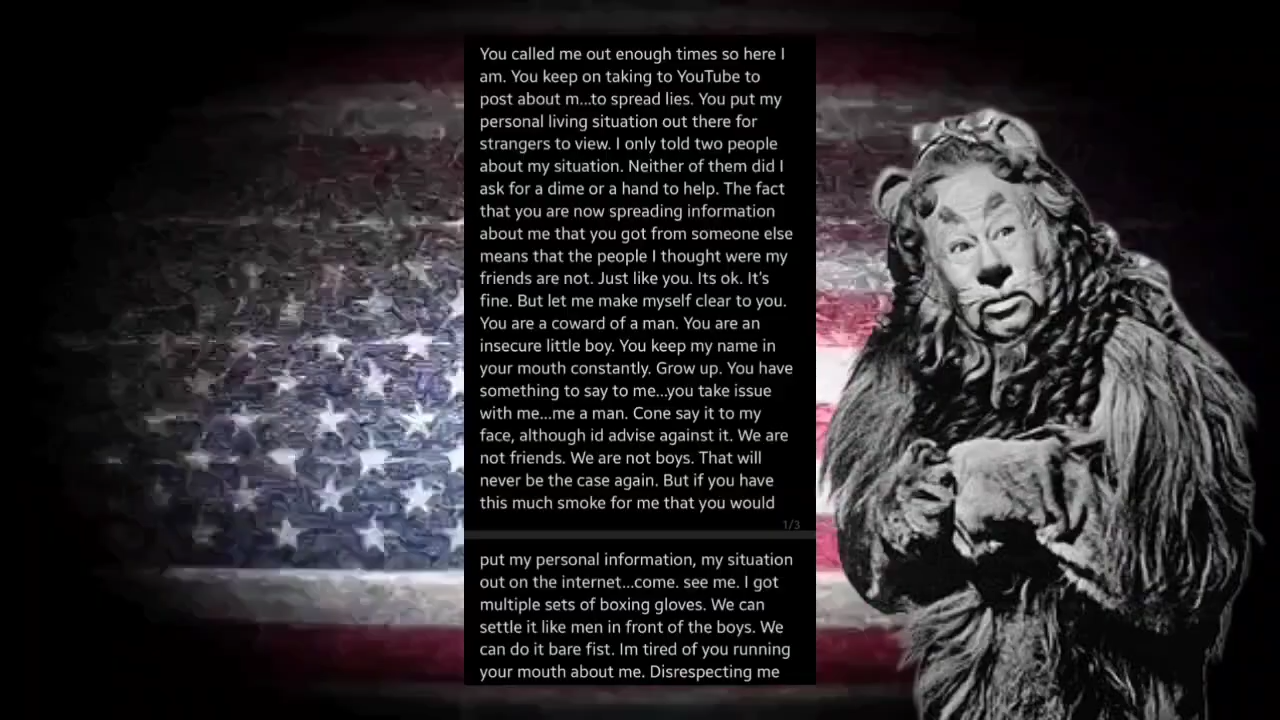 You called me out enough times so here I
am. You keep on taking to YouTube to
post about m...to spread lies. You put my
personal living situation out there for
strangers to view. I only told two people
about my situation. Neither of them did I
ask for a dime or a hand to help. The fact
that you are now spreading information
about me that you got from someone else
means that the people I thought were my
friends are not. Just like you. Its ok. It's
fine. But let me make myself clear to you.
You are a coward of a man. You are an
insecure little boy. You keep my name in
your mouth constantly. Grow up. You have
something to say to me...you take issue
with me...me a man. Cone say it to my
face, although id advise against it. We are
not friends. We are not boys. That will
never be the case again. But if you have
this much smoke for me that you would
1/3
put my personal information, my situation
out on the internet...come. see me. I got
multiple sets of boxing gloves. We can
settle it like men in front of the boys. We
can do it bare fist. Im tired of you running
your mouth about me. Disrespecting me